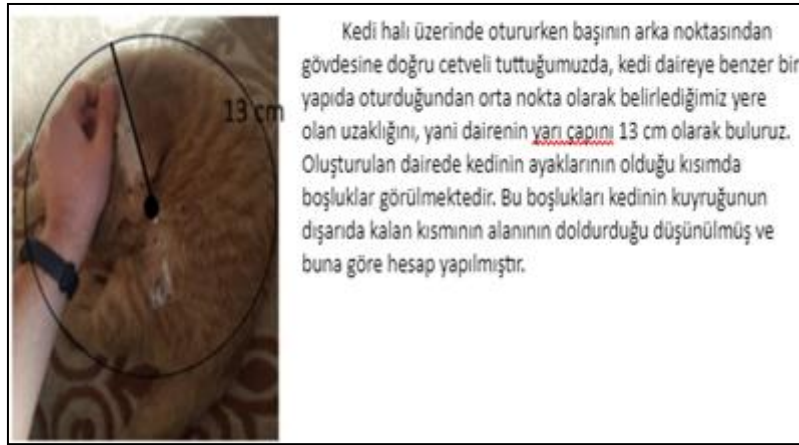 13 cm
Kedi halı üzerinde otururken başının arka noktasından
gövdesine doğru cetveli tuttuğumuzda, kedi daireye benzer bir
yapıda oturduğundan orta nokta olarak belirlediğimiz yere
olan uzaklığını, yani dairenin yarı çapını 13 cm olarak buluruz.
Oluşturulan dairede kedinin ayaklarının olduğu kısımda
boşluklar görülmektedir. Bu boşlukları kedinin kuyruğunun
dışarıda kalan kısmının alanının doldurduğu düşünülmüş ve
buna göre hesap yapılmıştır.